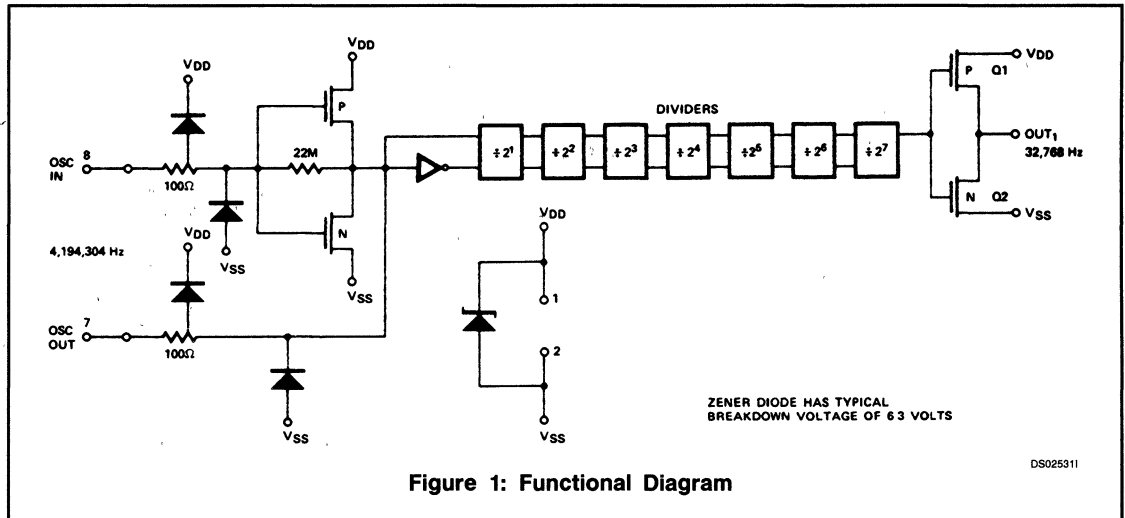 VDD
VDD
VDD
P
P Q1
DIVIDERS
OSC IN
8
100Ω
22M
÷2¹ ÷2² ÷2³ ÷2⁴ ÷2⁵ ÷2⁶ ÷2⁷
OUT1
32,768 Hz
N
N Q2
VSS
VDD
4,194,304 Hz
VDD
VSS
VSS
1
OSC OUT
7
100Ω
2
VSS
VSS
ZENER DIODE HAS TYPICAL
BREAKDOWN VOLTAGE OF 6 3 VOLTS
DS02531I
Figure 1: Functional Diagram